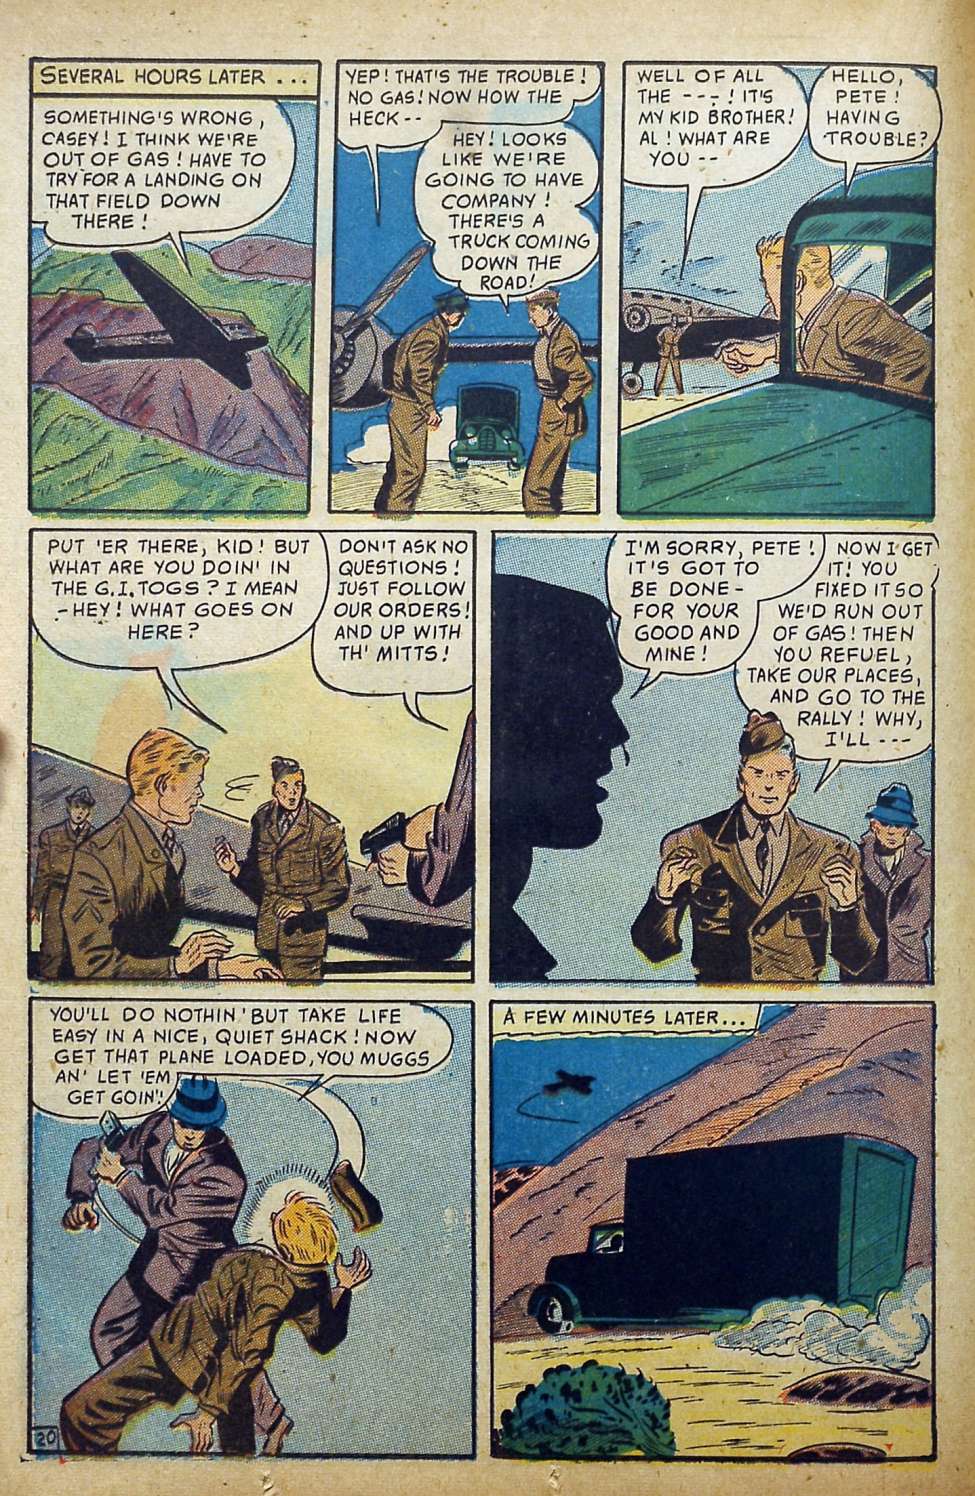 SEVERAL HOURS LATER ...
SOMETHING'S WRONG,
CASEY! I THINK WE'RE
OUT OF GAS! HAVE TO
TRY FOR A LANDING ON
THAT FIELD DOWN
THERE!
YEP! THAT'S THE TROUBLE!
NO GAS! NOW HOW THE
HECK--
HEY! LOOKS
LIKE WE'RE
GOING TO HAVE
COMPANY!
THERE'S A
TRUCK COMING
DOWN THE
ROAD!
WELL OF ALL
THE ---! IT'S
MY KID BROTHER!
AL! WHAT ARE
YOU --
HELLO,
PETE!
HAVING
TROUBLE?
PUT 'ER THERE, KID! BUT
WHAT ARE YOU DOIN' IN
THE G.I. TOGS? I MEAN
-HEY! WHAT GOES ON
HERE?
DON'T ASK NO
QUESTIONS!
JUST FOLLOW
OUR ORDERS!
AND UP WITH
TH' MITTS!
I'M SORRY, PETE!
IT'S GOT TO
BE DONE-
FOR YOUR
GOOD AND
MINE!
NOW I GET
IT! YOU
FIXED IT SO
WE'D RUN OUT
OF GAS! THEN
YOU REFUEL,
TAKE OUR PLACES,
AND GO TO THE
RALLY! WHY,
I'LL ---
YOU'LL DO NOTHIN' BUT TAKE LIFE
EASY IN A NICE, QUIET SHACK! NOW
GET THAT PLANE LOADED, YOU MUGGS
AN' LET 'EM
GET GOIN'!
20
A FEW MINUTES LATER...